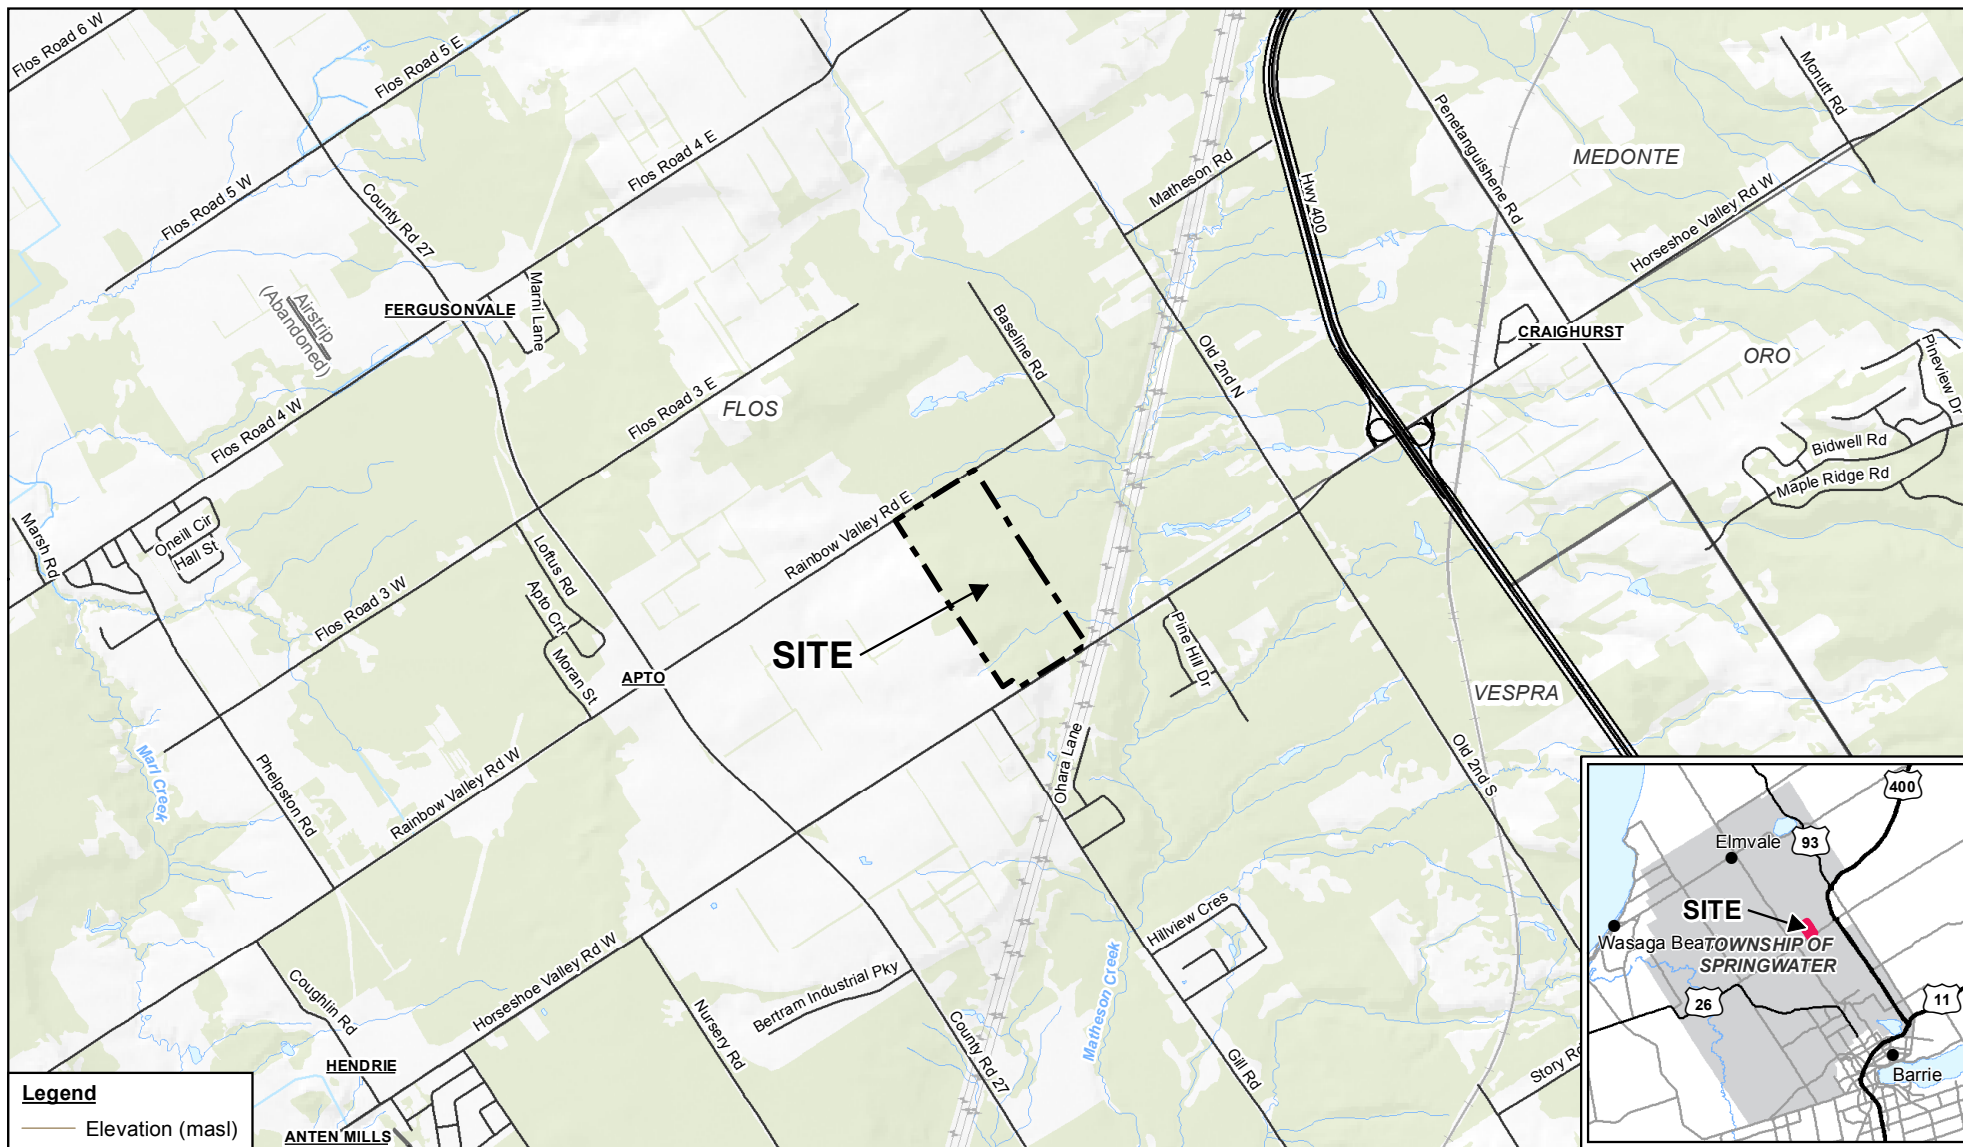 Flos Road 6 W
Flos Road 5 E
Flos Road 5 W
County Rd 27
Flos Road 4 E
Matheson Rd
Hwy 400
Penetanguishene Rd
Mcnutt Rd
MEDONTE
Horseshoe Valley Rd W
Airstrip
(Abandoned)
FERGUSONVALE
Marni Lane
Baseline Rd
Old 2nd N
CRAIGHURST
ORO
Pineview Dr
Flos Road 4 W
Flos Road 3 E
FLOS
Bidwell Rd
Maple Ridge Rd
Marsh Rd
Oneill Cir
Hall St
Rainbow Valley Rd E
Loftus Rd
Apto Crt
Flos Road 3 W
SITE
Pine Hill Dr
APTO
Moran St
VESPRA
Marl Creek
Phelpston Rd
Rainbow Valley Rd W
Ohara Lane
Old 2nd S
Hillview Cres
Coughlin Rd
Horseshoe Valley Rd W
Nursery Rd
Bertram Industrial Pky
County Rd 27
Matheson Creek
Gill Rd
Story Rd
HENDRIE
ANTEN MILLS
Legend
Elevation (masl)
400
93
Elmvale
SITE
Wasaga Bea
TOWNSHIP OF
SPRINGWATER
26
11
Barrie